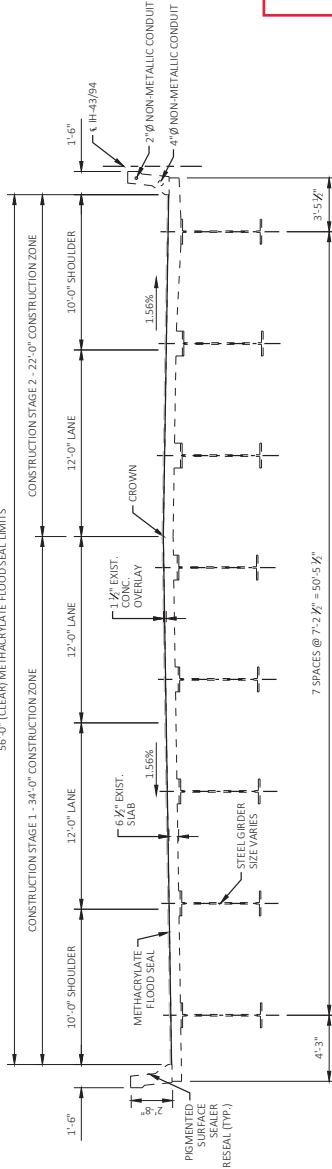 56'-0" (CLEAR) METHACRYLATE FLOOD SEAL LIMITS
CONSTRUCTION STAGE 1 - 34'-0" CONSTRUCTION ZONE
CONSTRUCTION STAGE 2 - 22'-0" CONSTRUCTION ZONE
1'-6"
10'-0" SHOULDER
12'-0" LANE
12'-0" LANE
12'-0" LANE
10'-0" SHOULDER
1'-6"
℄ IH-43/94
2"Ø NON-METALLIC CONDUIT
4"Ø NON-METALLIC CONDUIT
2'-8"
METHACRYLATE
FLOOD SEAL
6 ½" EXIST.
SLAB
1.56%
1 ½" EXIST.
CONC.
OVERLAY
CROWN
1.56%
PIGMENTED
SURFACE
SEALER
RESEAL (TYP.)
STEEL GIRDER
SIZE VARIES
4'-3"
7 SPACES @ 7'-2 ½" = 50'-5 ½"
3'-5 ½"